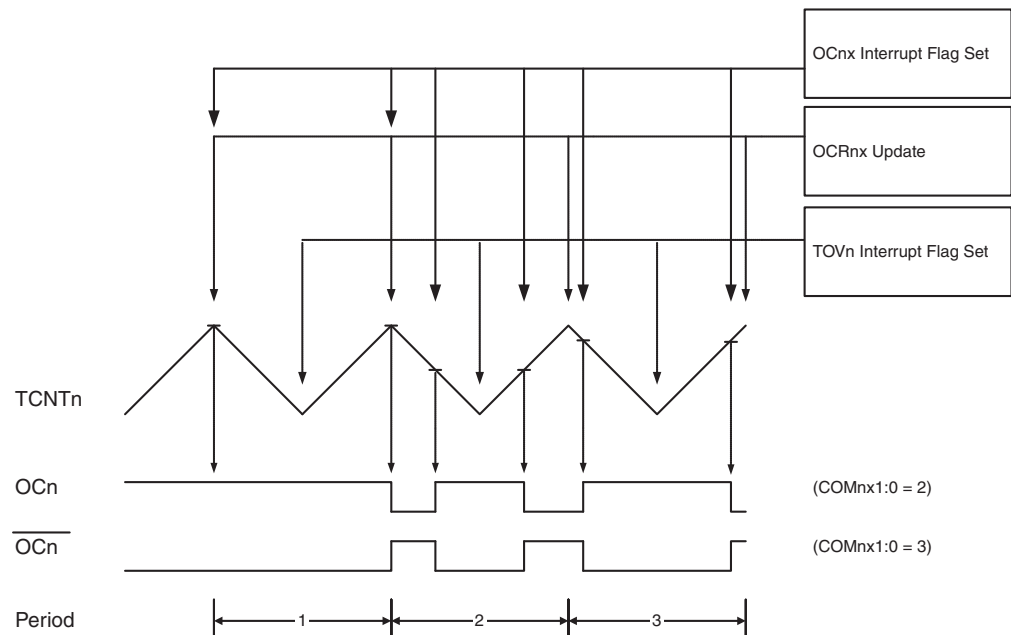 OCnx Interrupt Flag Set
OCRnx Update
TOVn Interrupt Flag Set
TCNTn
OCn
(COMnx1:0 = 2)
OCn
(COMnx1:0 = 3)
Period
1
2
3